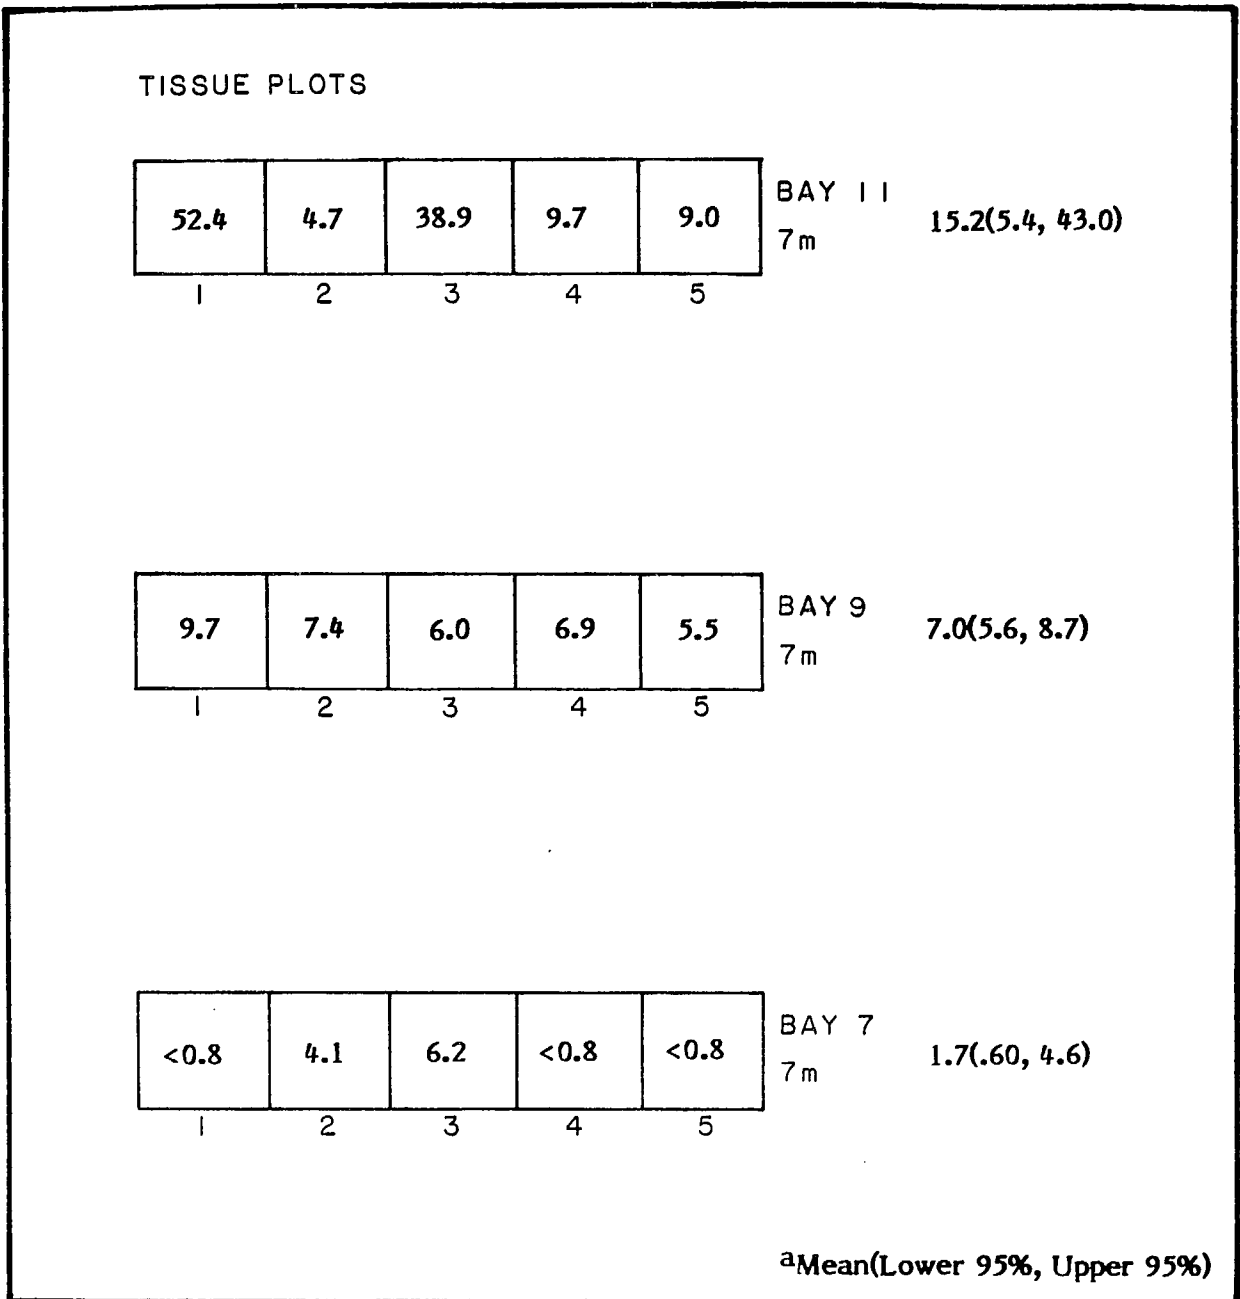 TISSUE PLOTS
52.4 4.7 38.9 9.7 9.0
BAY 11
7m
15.2(5.4, 43.0)
1 2 3 4 5
9.7 7.4 6.0 6.9 5.5
BAY 9
7m
7.0(5.6, 8.7)
1 2 3 4 5
<0.8 4.1 6.2 <0.8 <0.8
BAY 7
7m
1.7(.60, 4.6)
1 2 3 4 5
aMean(Lower 95%, Upper 95%)